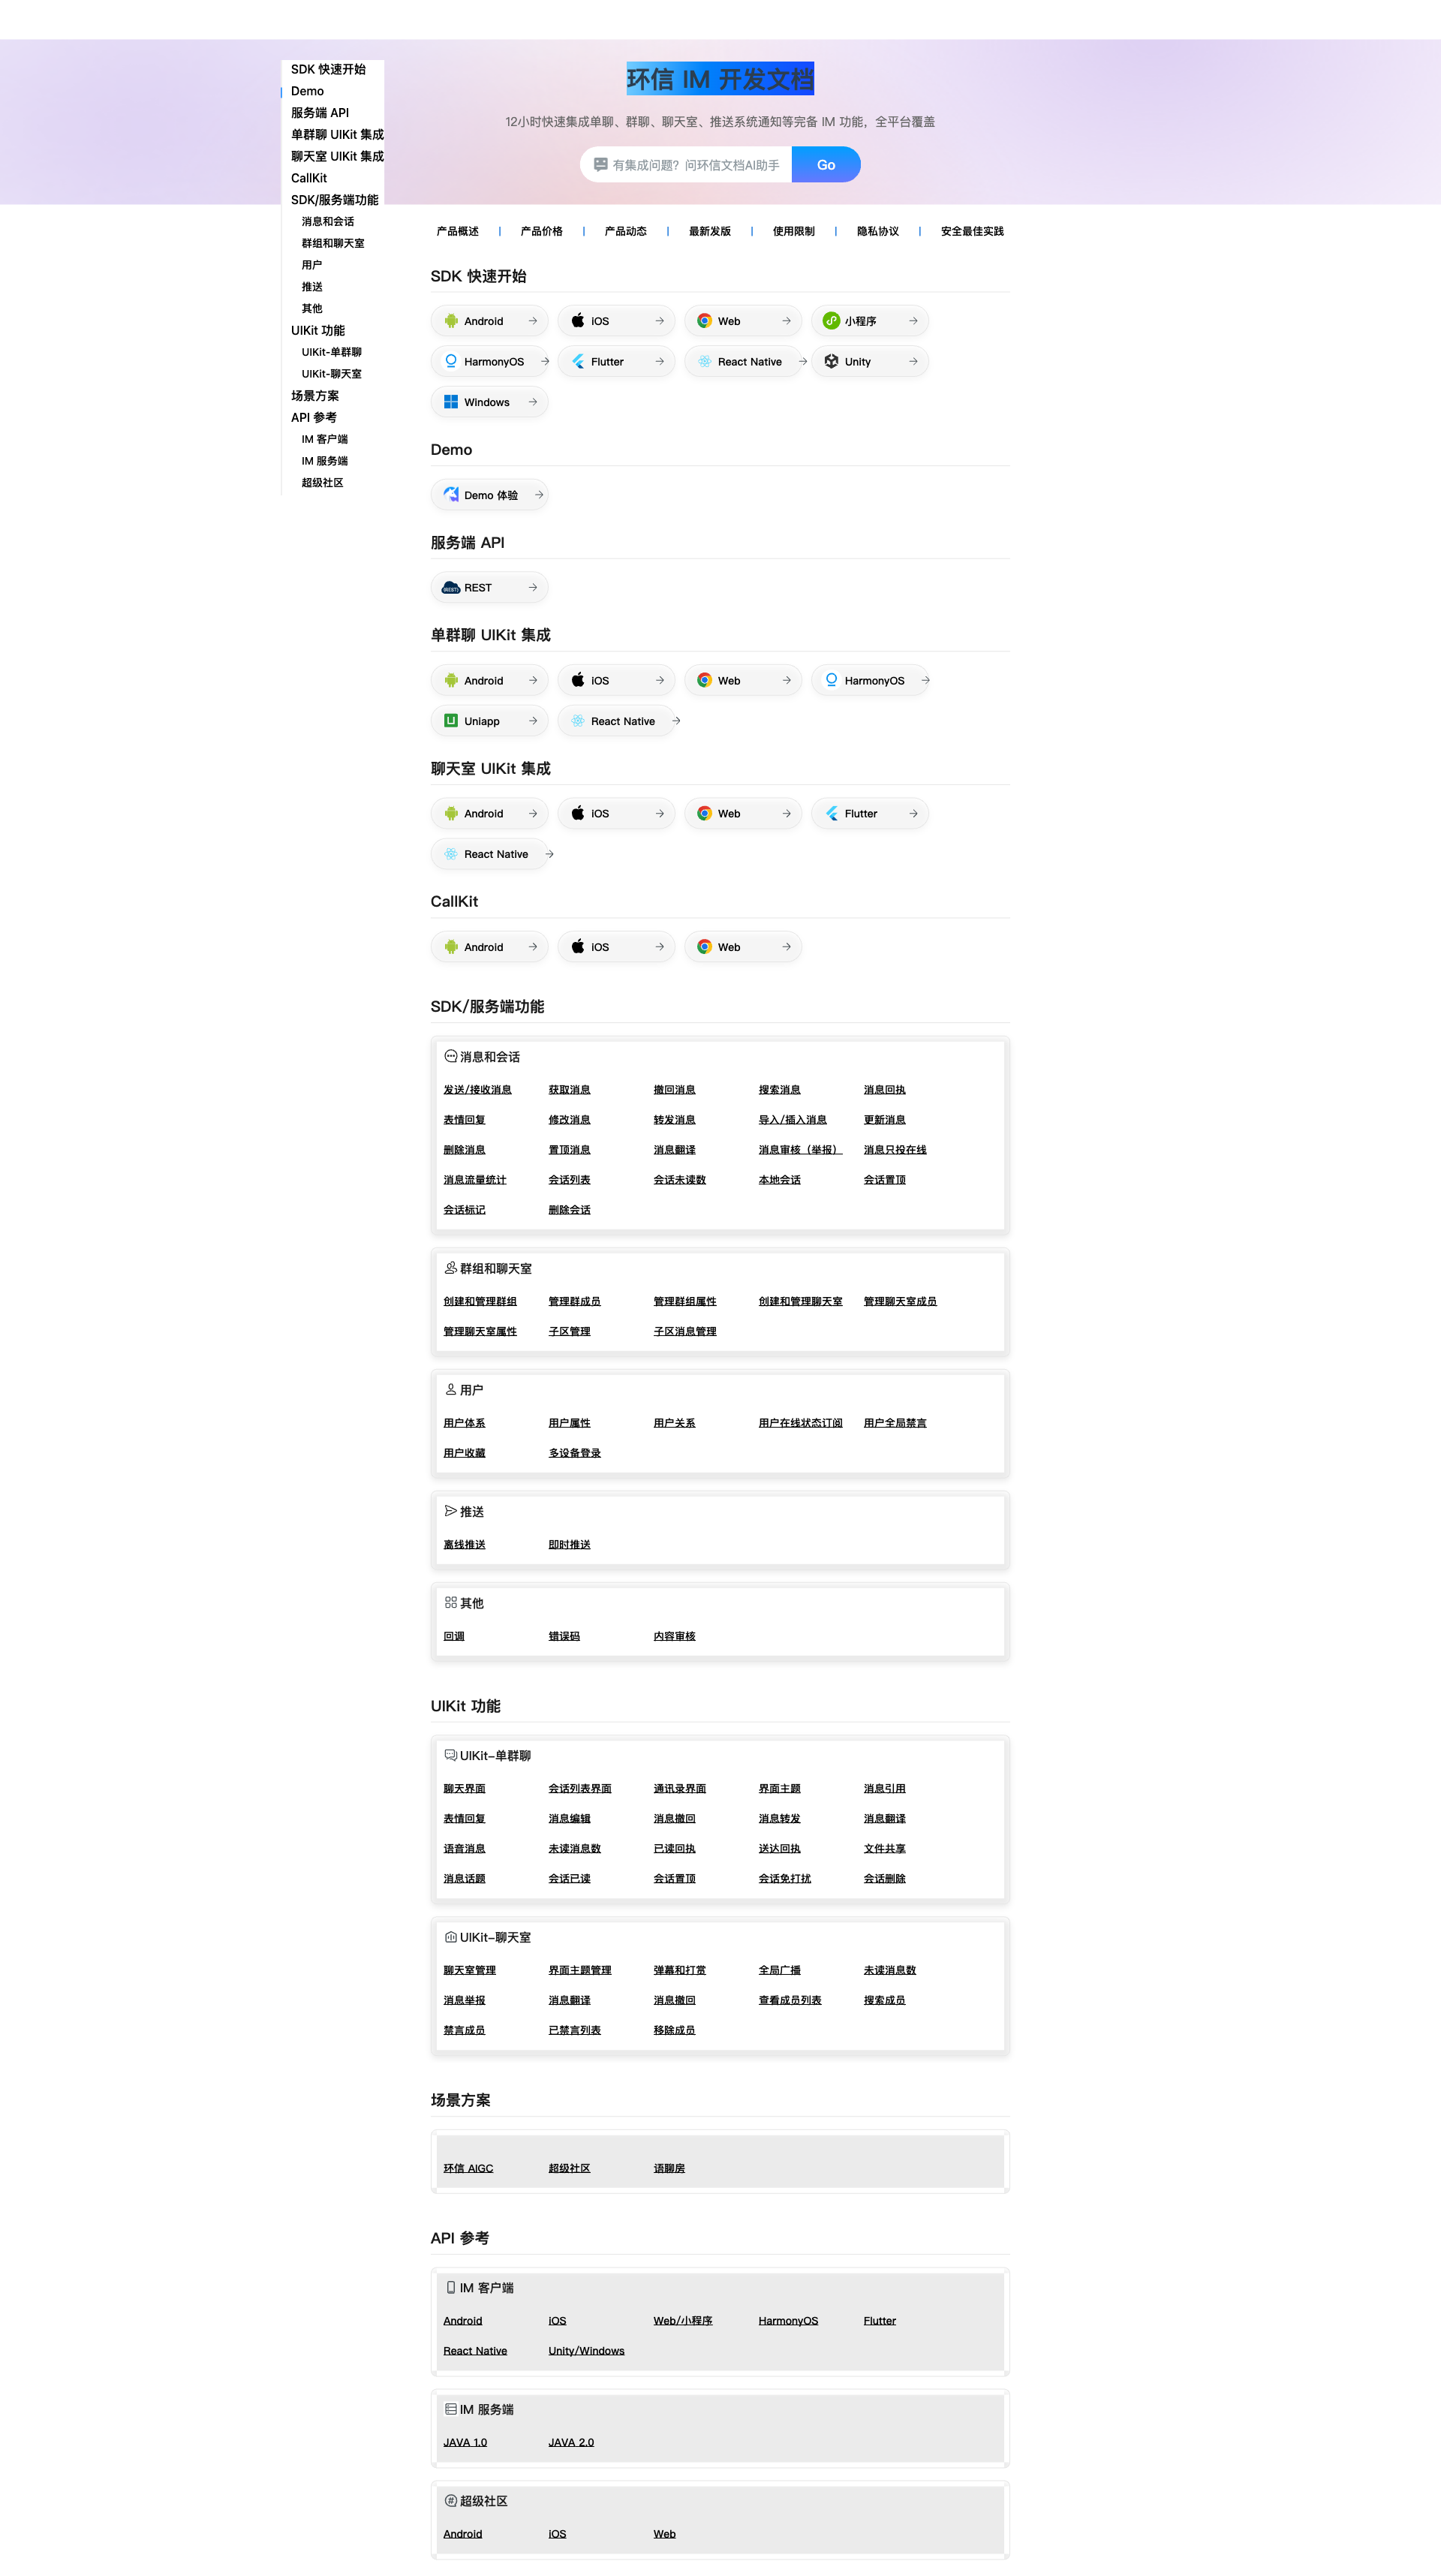 SDK 快速开始
Demo
服务端 API
单群聊 UIKit 集成
聊天室 UIKit 集成
CallKit
SDK/服务端功能
消息和会话
群组和聊天室
用户
推送
其他
UIKit 功能
UIKit-单群聊
UIKit-聊天室
场景方案
API 参考
IM 客户端
IM 服务端
超级社区
环信 IM 开发文档
12小时快速集成单聊、群聊、聊天室、推送系统通知等完备 IM 功能，全平台覆盖
有集成问题？问环信文档AI助手 Go
产品概述 | 产品价格 | 产品动态 | 最新发版 | 使用限制 | 隐私协议 | 安全最佳实践
SDK 快速开始
Android iOS Web 小程序
HarmonyOS Flutter React Native Unity
Windows
Demo
Demo 体验
服务端 API
REST
单群聊 UIKit 集成
Android iOS Web HarmonyOS
Uniapp React Native
聊天室 UIKit 集成
Android iOS Web Flutter
React Native
CallKit
Android iOS Web
SDK/服务端功能
消息和会话
发送/接收消息 获取消息 撤回消息 搜索消息 消息回执
表情回复 修改消息 转发消息 导入/插入消息 更新消息
删除消息 置顶消息 消息翻译 消息审核（举报） 消息只投在线
消息流量统计 会话列表 会话未读数 本地会话 会话置顶
会话标记 删除会话
群组和聊天室
创建和管理群组 管理群成员 管理群组属性 创建和管理聊天室 管理聊天室成员
管理聊天室属性 子区管理 子区消息管理
用户
用户体系 用户属性 用户关系 用户在线状态订阅 用户全局禁言
用户收藏 多设备登录
推送
离线推送 即时推送
其他
回调 错误码 内容审核
UIKit 功能
UIKit-单群聊
聊天界面 会话列表界面 通讯录界面 界面主题 消息引用
表情回复 消息编辑 消息撤回 消息转发 消息翻译
语音消息 未读消息数 已读回执 送达回执 文件共享
消息话题 会话已读 会话置顶 会话免打扰 会话删除
UIKit-聊天室
聊天室管理 界面主题管理 弹幕和打赏 全局广播 未读消息数
消息举报 消息翻译 消息撤回 查看成员列表 搜索成员
禁言成员 已禁言列表 移除成员
场景方案
环信 AIGC 超级社区 语聊房
API 参考
IM 客户端
Android iOS Web/小程序 HarmonyOS Flutter
React Native Unity/Windows
IM 服务端
JAVA 1.0 JAVA 2.0
超级社区
Android iOS Web